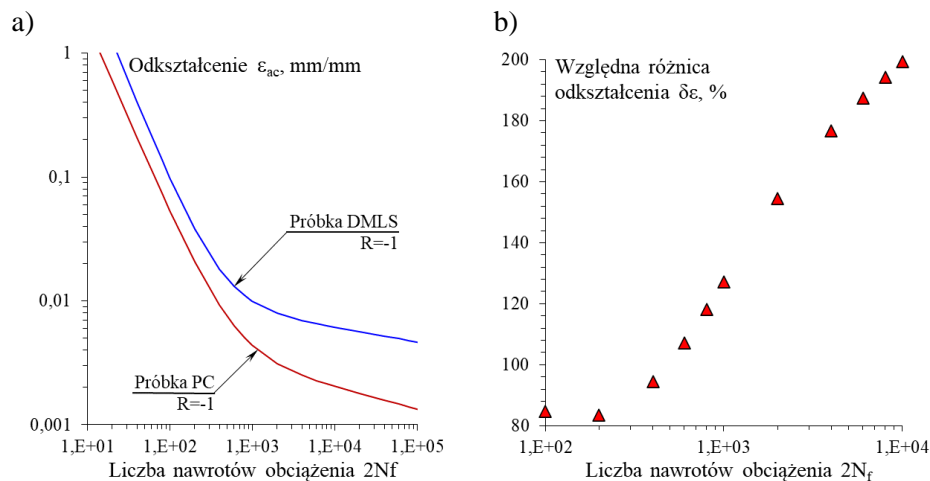 a)
Odkształcenie εac, mm/mm
1
0,1
0,01
0,001
Próbka DMLS
R=-1
Próbka PC
R=-1
1,E+01 1,E+02 1,E+03 1,E+04 1,E+05
Liczba nawrotów obciążenia 2Nf
b)
Względna różnica
odkształcenia δε, %
200
180
160
140
120
100
80
1,E+02 1,E+03 1,E+04
Liczba nawrotów obciążenia 2Nf